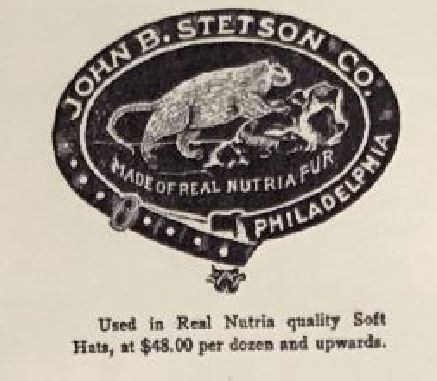 JOHN B. STETSON CO.
MADE OF REAL NUTRIA FUR
PHILADELPHIA
Used in Real Nutria quality Soft
Hats, at $48.00 per dozen and upwards.